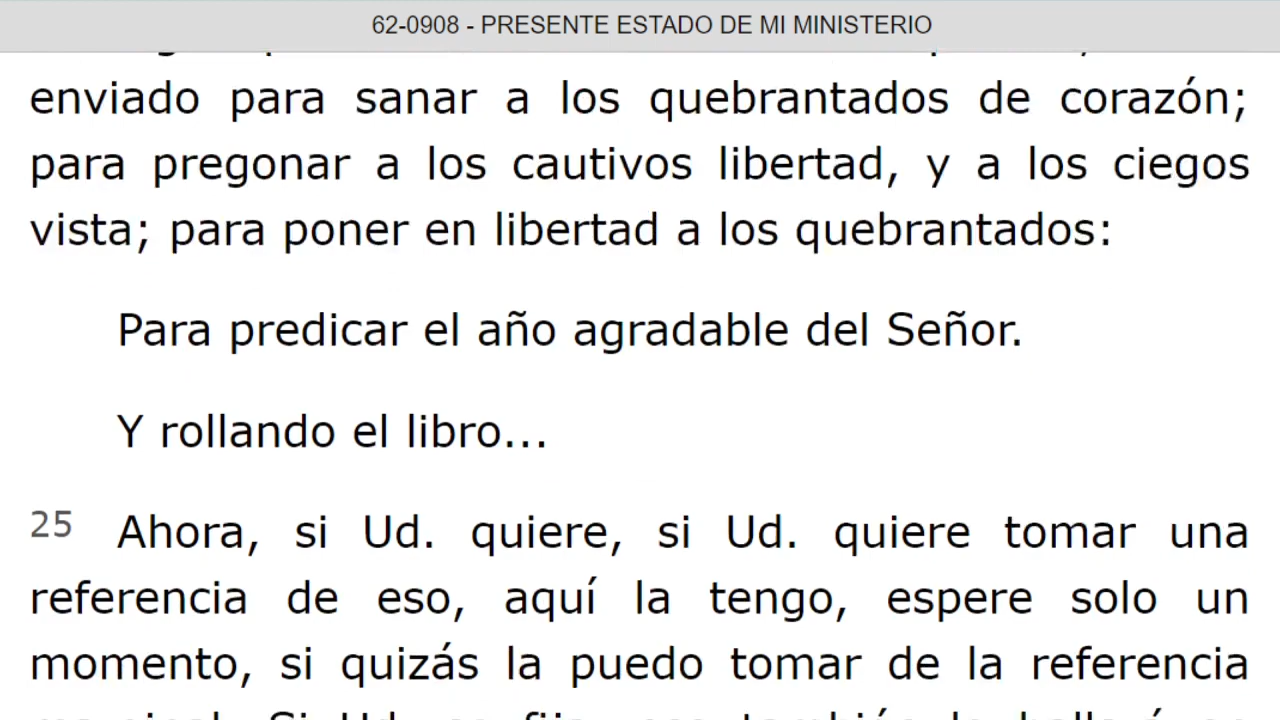 62-0908 - PRESENTE ESTADO DE MI MINISTERIO
enviado para sanar a los quebrantados de corazón;
para pregonar a los cautivos libertad, y a los ciegos
vista; para poner en libertad a los quebrantados:
Para predicar el año agradable del Señor.
Y rollando el libro...
25 Ahora, si Ud. quiere, si Ud. quiere tomar una
referencia de eso, aquí la tengo, espere solo un
momento, si quizás la puedo tomar de la referencia